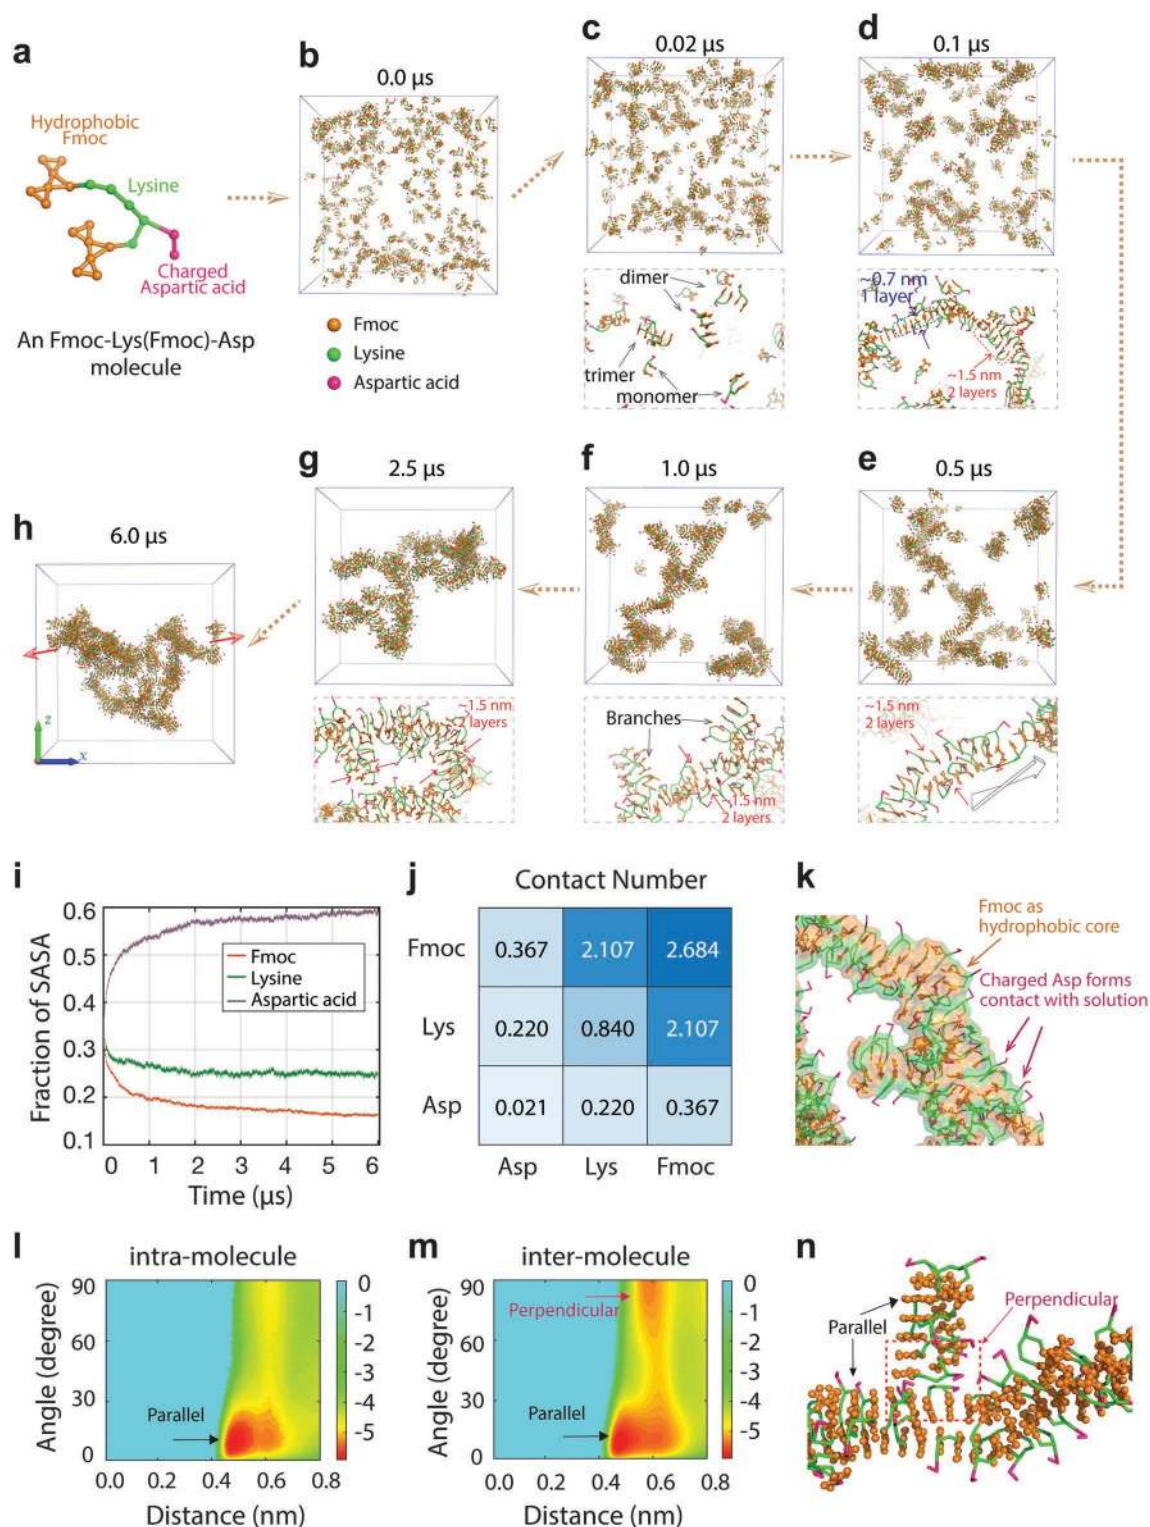 a
Hydrophobic
Fmoc
Lysine
Charged
Aspartic acid
An Fmoc-Lys(Fmoc)-Asp
molecule
b
0.0 µs
Fmoc
Lysine
Aspartic acid
c
0.02 µs
dimer
trimer
monomer
d
0.1 µs
~0.7 nm
1 layer
~1.5 nm
2 layers
h
6.0 µs
z
x
g
2.5 µs
~1.5 nm
2 layers
f
1.0 µs
Branches
~1.5 nm
2 layers
e
0.5 µs
~1.5 nm
2 layers
i
Fraction of SASA
0.6
0.5
0.4
0.3
0.2
0.1
Fmoc
Lysine
Aspartic acid
0 1 2 3 4 5 6
Time (µs)
j
Contact Number
Fmoc 0.367 2.107 2.684
Lys 0.220 0.840 2.107
Asp 0.021 0.220 0.367
Asp Lys Fmoc
k
Fmoc as
hydrophobic core
Charged Asp forms
contact with solution
l
intra-molecule
Angle (degree)
90
60
30
0
Parallel
0.0 0.2 0.4 0.6 0.8
Distance (nm)
0
-1
-2
-3
-4
-5
m
inter-molecule
Angle (degree)
90
60
30
0
Perpendicular
Parallel
0.0 0.2 0.4 0.6 0.8
Distance (nm)
0
-1
-2
-3
-4
-5
n
Parallel
Perpendicular